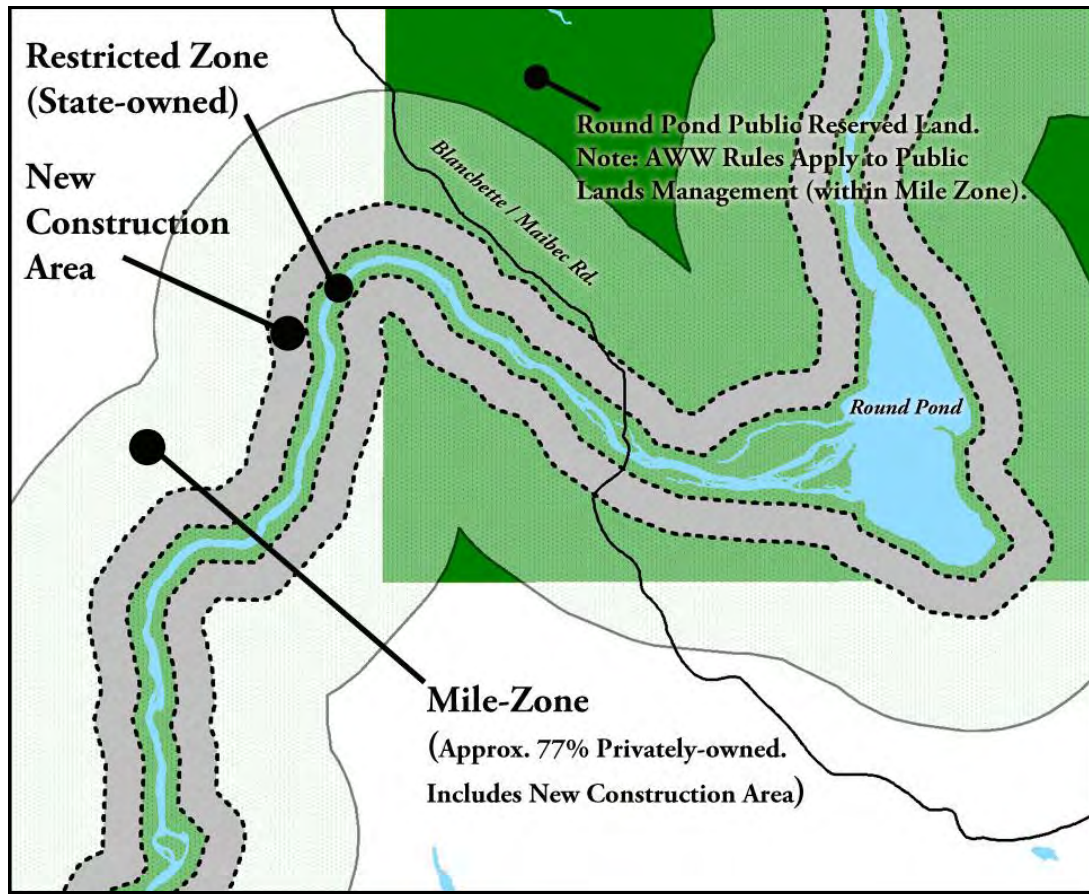 Restricted Zone
(State-owned)
New
Construction
Area
Round Pond Public Reserved Land.
Note: AWW Rules Apply to Public
Lands Management (within Mile Zone).
Blanchette / Maibec Rd.
Round Pond
Mile-Zone
(Approx. 77% Privately-owned.
Includes New Construction Area)